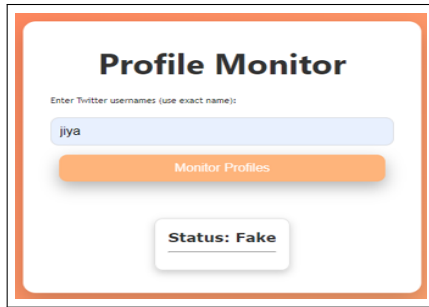 Profile Monitor
Enter Twitter usernames (use exact name):
jiya
Monitor Profiles
Status: Fake